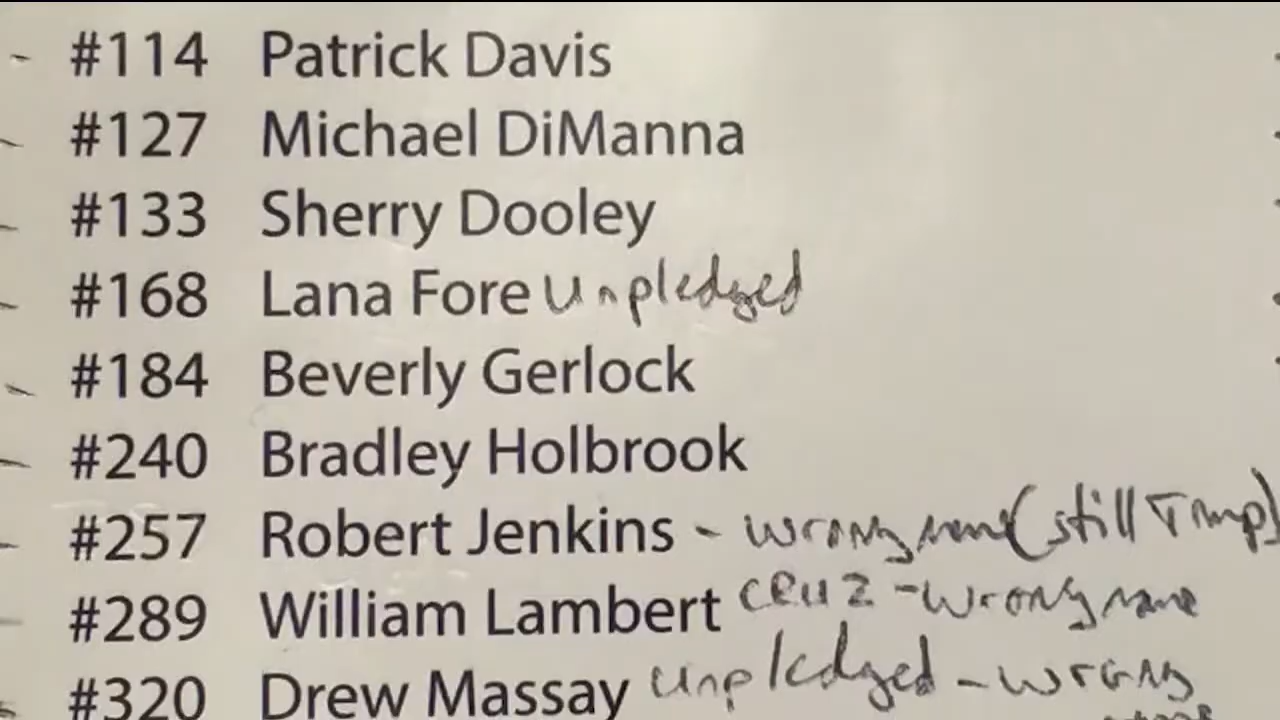 #114 Patrick Davis
#127 Michael DiManna
#133 Sherry Dooley
#168 Lana Fore Unpledged
#184 Beverly Gerlock
#240 Bradley Holbrook
#257 Robert Jenkins - wrong name (still Trump)
#289 William Lambert CRUZ - wrong name
#320 Drew Massay Unpledged - wrong